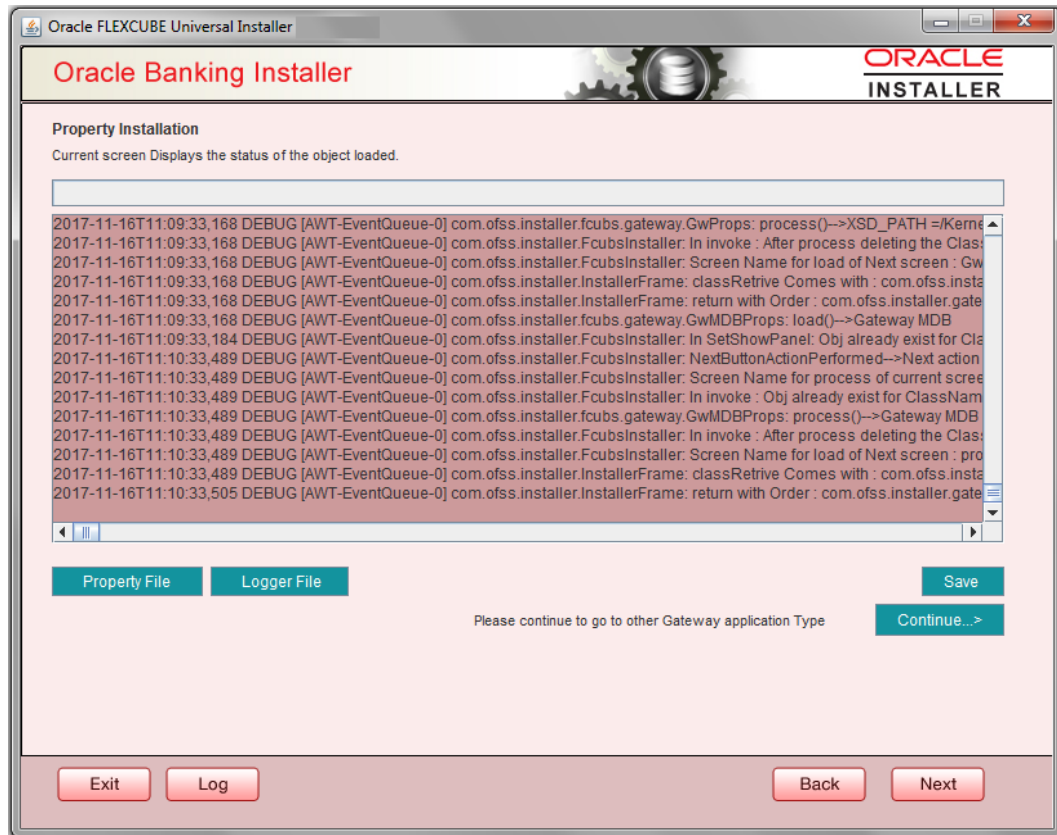 Oracle FLEXCUBE Universal Installer
Oracle Banking Installer
ORACLE
INSTALLER
Property Installation
Current screen Displays the status of the object loaded.
2017-11-16T11:09:33,168 DEBUG [AWT-EventQueue-0] com.ofss.installer.fcubs.gateway.GwProps: process()-->XSD_PATH =/Kerne
2017-11-16T11:09:33,168 DEBUG [AWT-EventQueue-0] com.ofss.installer.FcubsInstaller: In invoke : After process deleting the Clas
2017-11-16T11:09:33,168 DEBUG [AWT-EventQueue-0] com.ofss.installer.FcubsInstaller: Screen Name for load of Next screen : Gw
2017-11-16T11:09:33,168 DEBUG [AWT-EventQueue-0] com.ofss.installer.InstallerFrame: classRetrive Comes with : com.ofss.insta
2017-11-16T11:09:33,168 DEBUG [AWT-EventQueue-0] com.ofss.installer.InstallerFrame: return with Order : com.ofss.installer.gate
2017-11-16T11:09:33,168 DEBUG [AWT-EventQueue-0] com.ofss.installer.fcubs.gateway.GwMDBProps: load()-->Gateway MDB
2017-11-16T11:09:33,184 DEBUG [AWT-EventQueue-0] com.ofss.installer.FcubsInstaller: In SetShowPanel: Obj already exist for Cla
2017-11-16T11:10:33,489 DEBUG [AWT-EventQueue-0] com.ofss.installer.FcubsInstaller: NextButtonActionPerformed-->Next action
2017-11-16T11:10:33,489 DEBUG [AWT-EventQueue-0] com.ofss.installer.FcubsInstaller: Screen Name for process of current scree
2017-11-16T11:10:33,489 DEBUG [AWT-EventQueue-0] com.ofss.installer.FcubsInstaller: In invoke : Obj already exist for ClassNam
2017-11-16T11:10:33,489 DEBUG [AWT-EventQueue-0] com.ofss.installer.fcubs.gateway.GwMDBProps: process()-->Gateway MDB
2017-11-16T11:10:33,489 DEBUG [AWT-EventQueue-0] com.ofss.installer.FcubsInstaller: In invoke : After process deleting the Clas
2017-11-16T11:10:33,489 DEBUG [AWT-EventQueue-0] com.ofss.installer.FcubsInstaller: Screen Name for load of Next screen : pro
2017-11-16T11:10:33,489 DEBUG [AWT-EventQueue-0] com.ofss.installer.InstallerFrame: classRetrive Comes with : com.ofss.insta
2017-11-16T11:10:33,505 DEBUG [AWT-EventQueue-0] com.ofss.installer.InstallerFrame: return with Order : com.ofss.installer.gate
Property File Logger File Save
Please continue to go to other Gateway application Type Continue...>
Exit Log Back Next